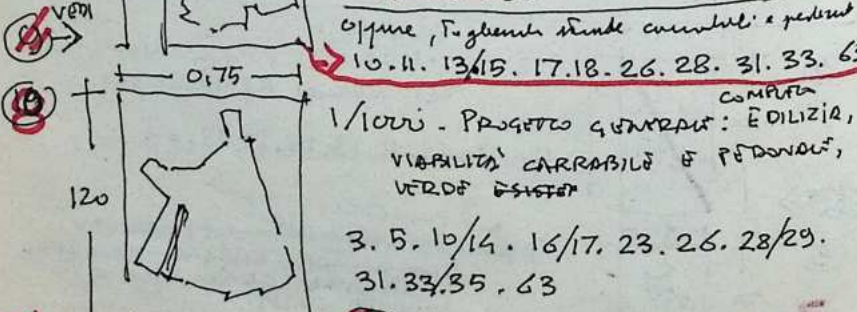 VEDI
oppure, togliendo strade carrabili e pedonali
10.11. 13/15. 17.18. 26. 28. 31. 33. 63
0,75
10
1/1000 - PROGETTO GENERALE: COMPLETO EDILIZIA,
VIABILITÀ CARRABILE E PEDONALE,
VERDE ESISTEN
120
3. 5. 10/14. 16/17. 23. 26. 28/29.
31. 33/35. 63